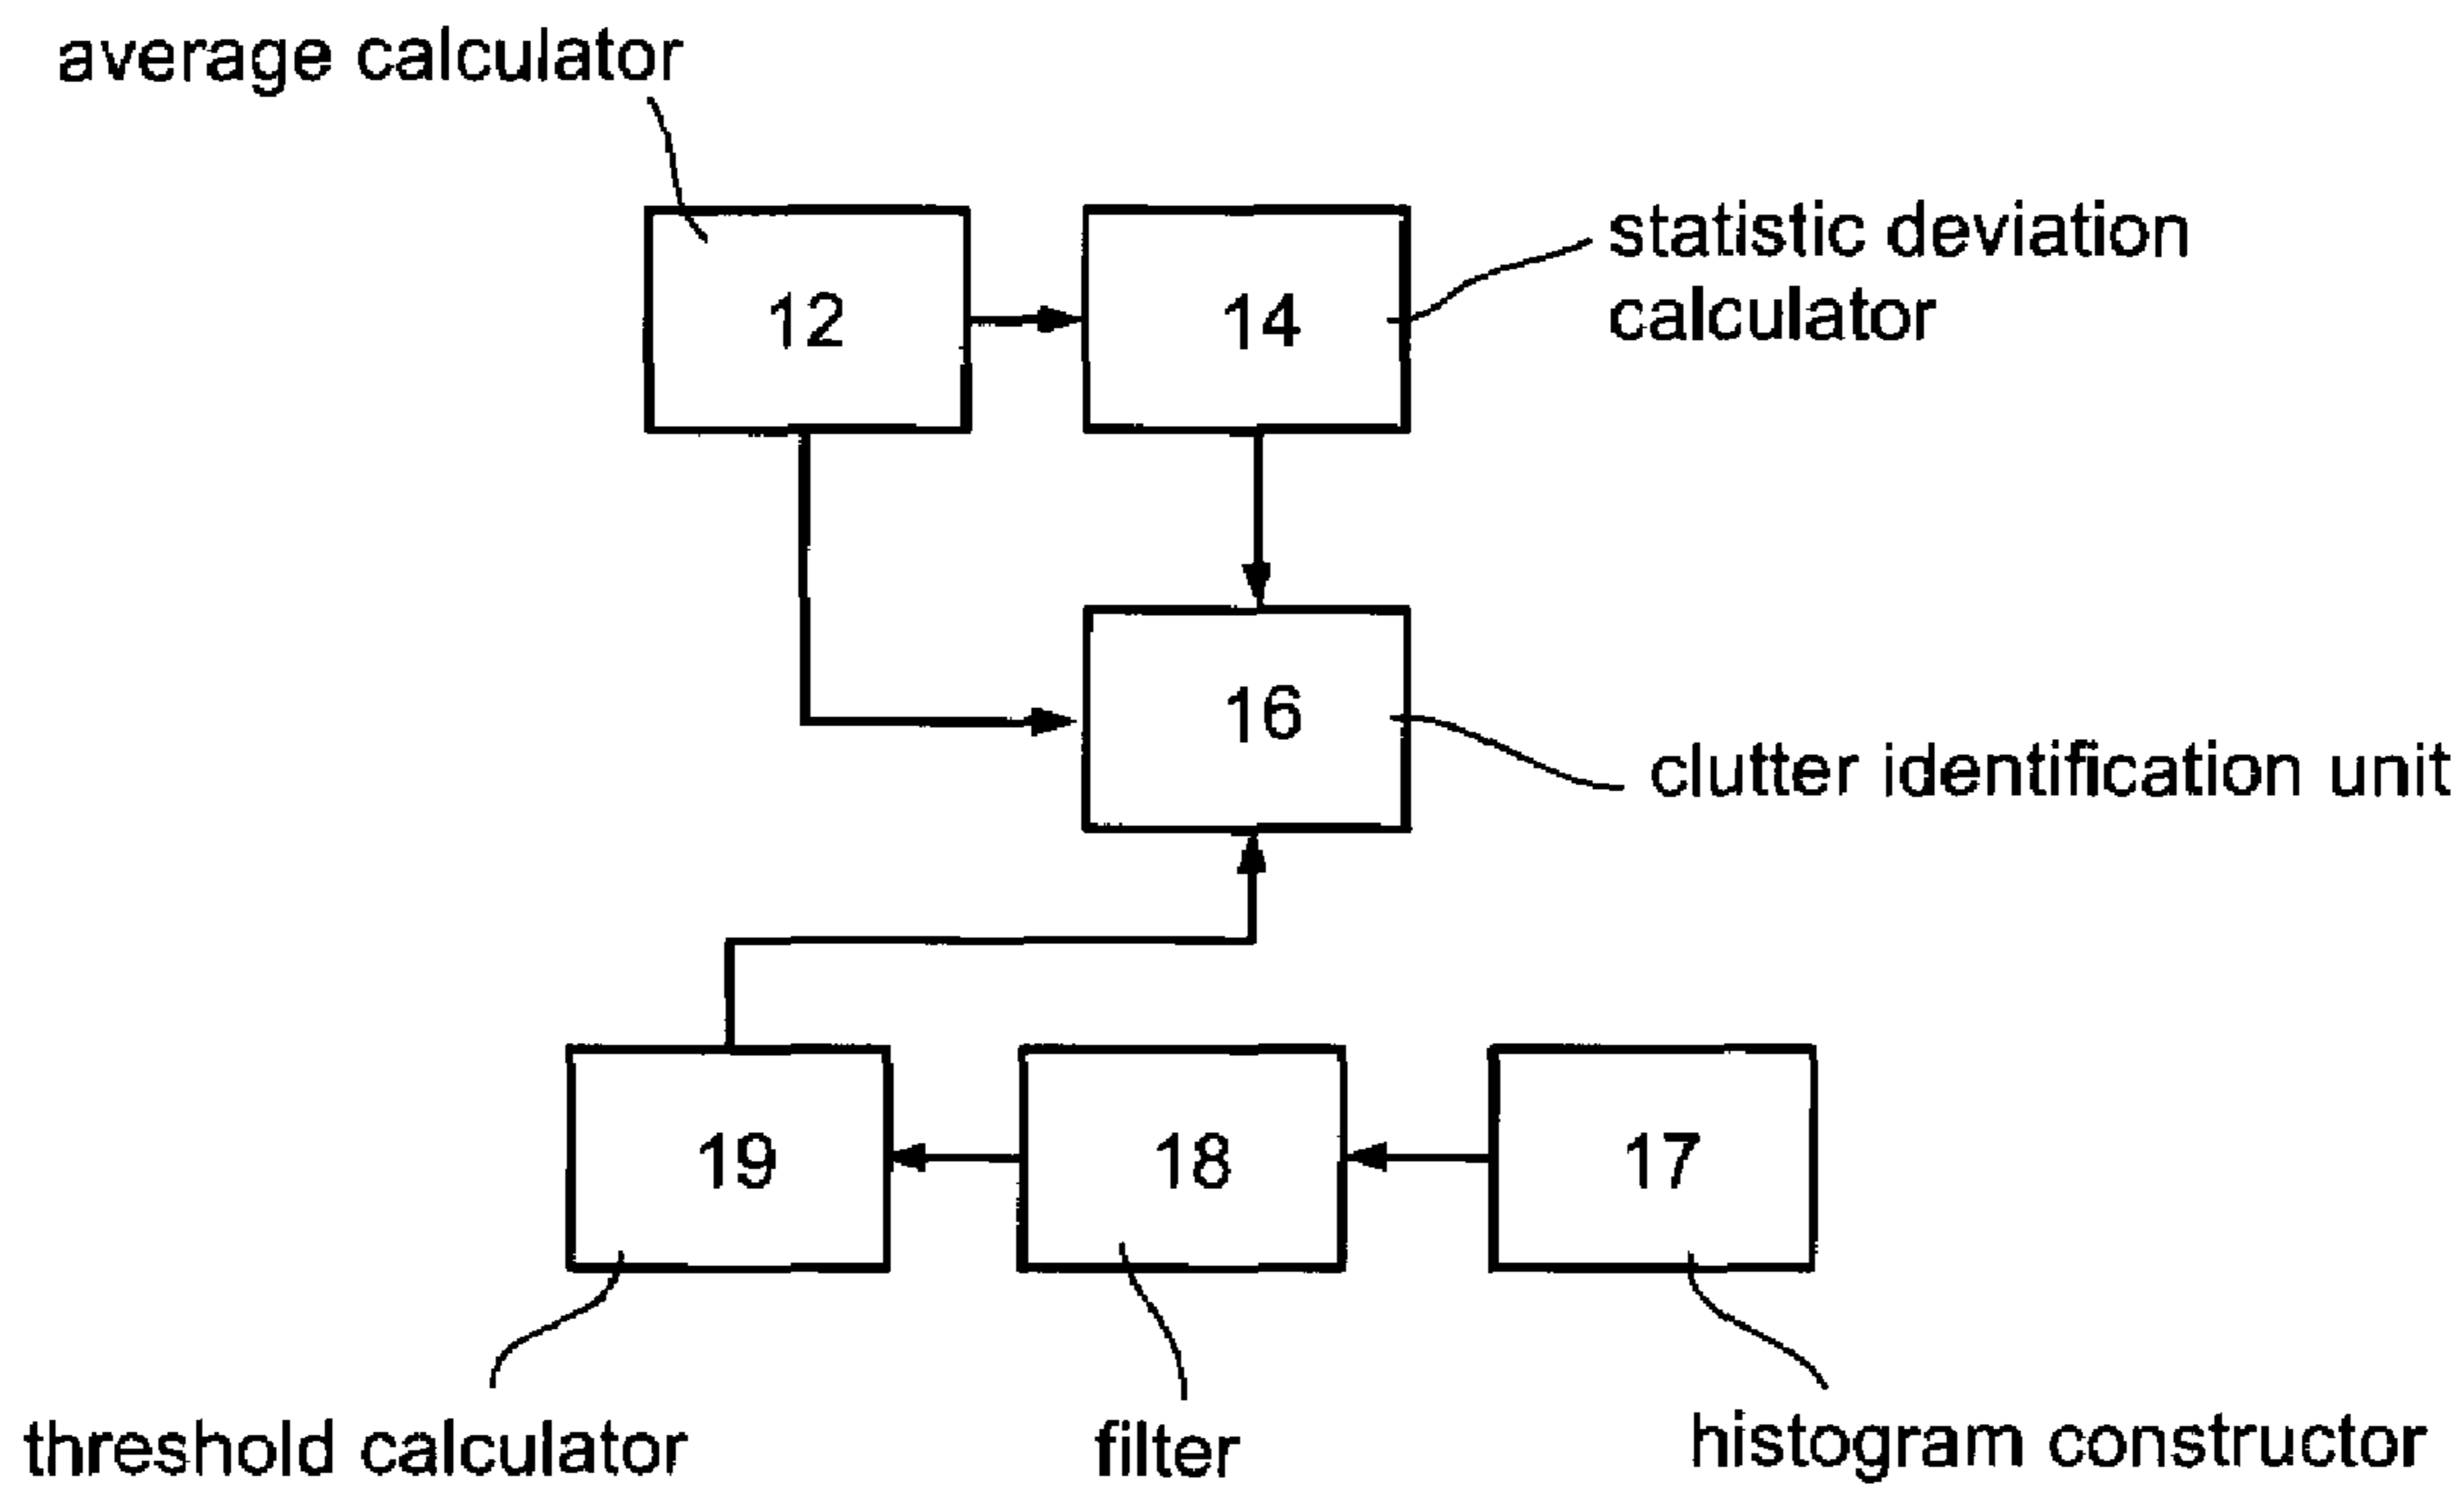 average calculator
statistic deviation
calculator
12
14
16
clutter identification unit
19
18
17
threshold calculator
filter
histogram constructor